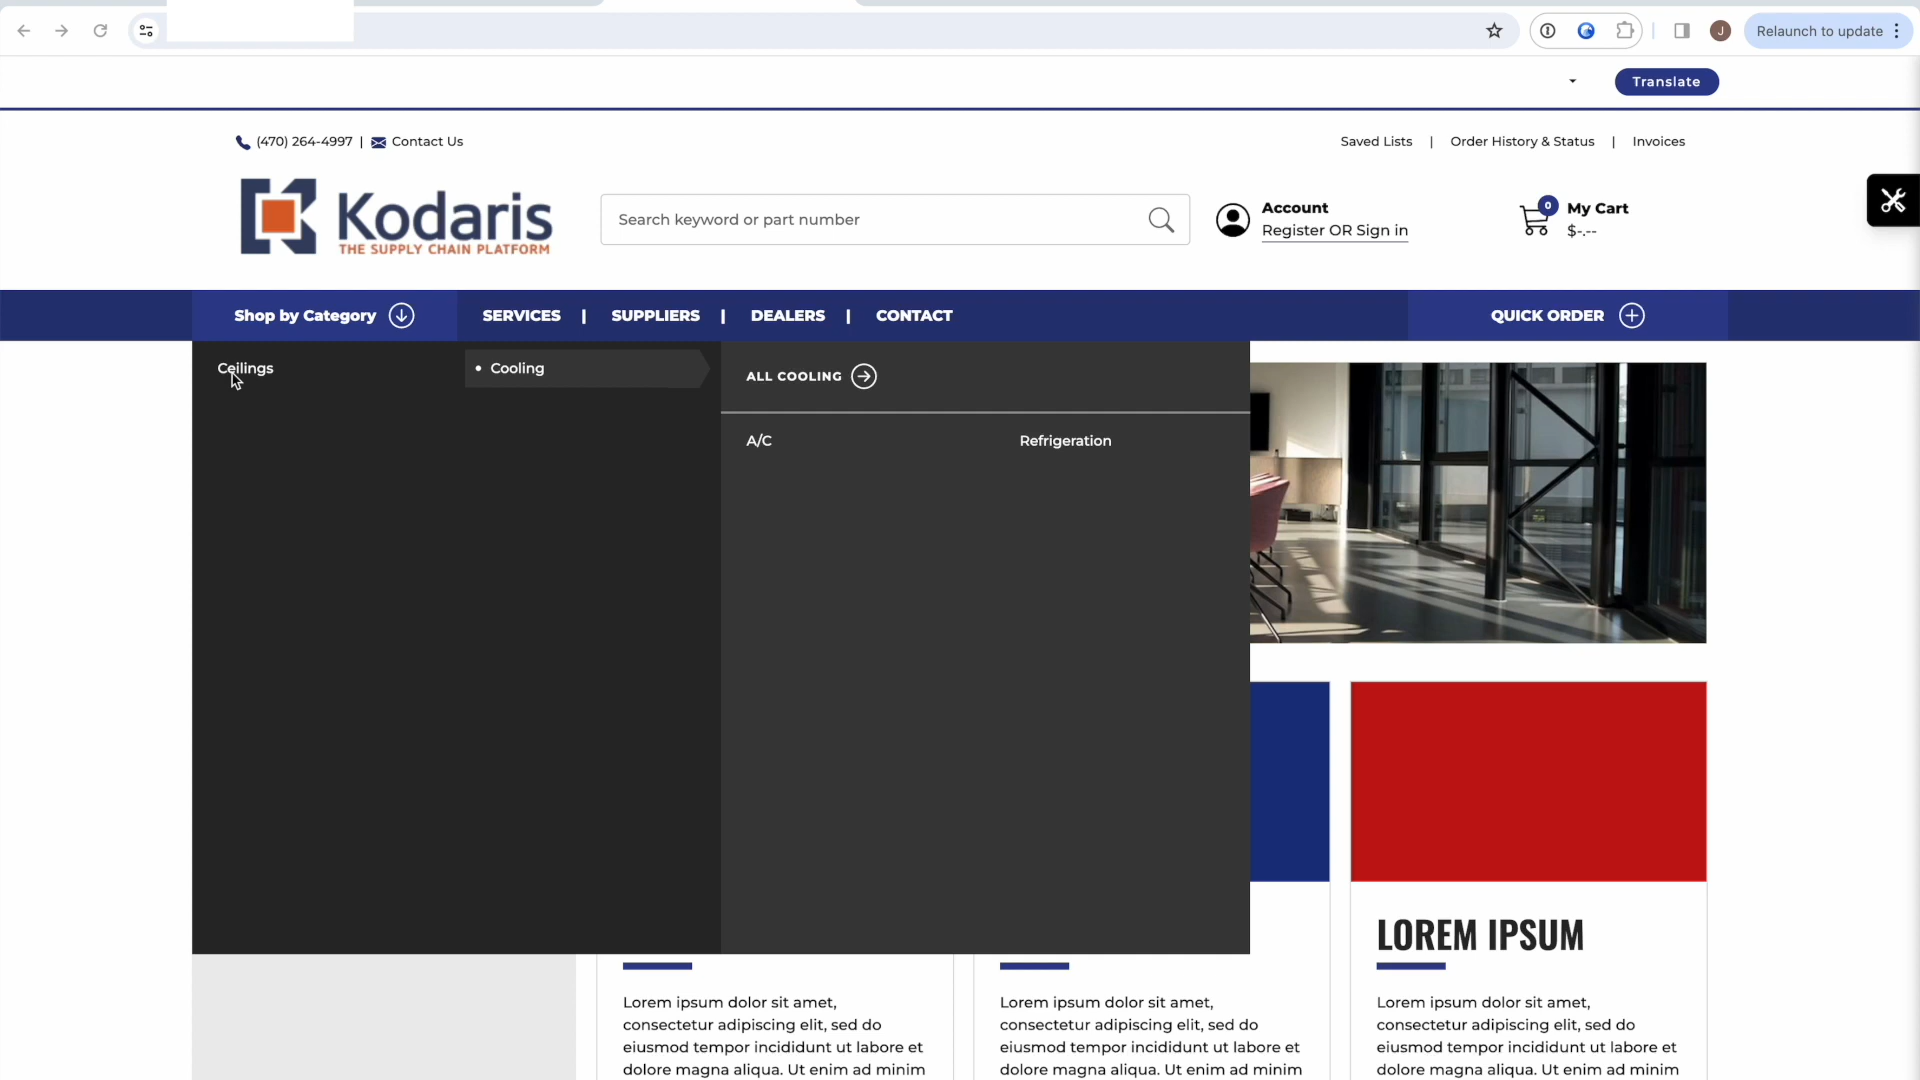 J
Relaunch to update
Translate
(470) 264-4997 | Contact Us
Saved Lists | Order History & Status | Invoices
Kodaris
THE SUPPLY CHAIN PLATFORM
Search keyword or part number
Account
Register OR Sign in
0
My Cart
$-.--
Shop by Category
SERVICES | SUPPLIERS | DEALERS | CONTACT
QUICK ORDER
Ceilings
• Cooling
ALL COOLING
A/C
Refrigeration
LOREM IPSUM
Lorem ipsum dolor sit amet,
consectetur adipiscing elit, sed do
eiusmod tempor incididunt ut labore et
dolore magna aliqua. Ut enim ad minim
Lorem ipsum dolor sit amet,
consectetur adipiscing elit, sed do
eiusmod tempor incididunt ut labore et
dolore magna aliqua. Ut enim ad minim
Lorem ipsum dolor sit amet,
consectetur adipiscing elit, sed do
eiusmod tempor incididunt ut labore et
dolore magna aliqua. Ut enim ad minim